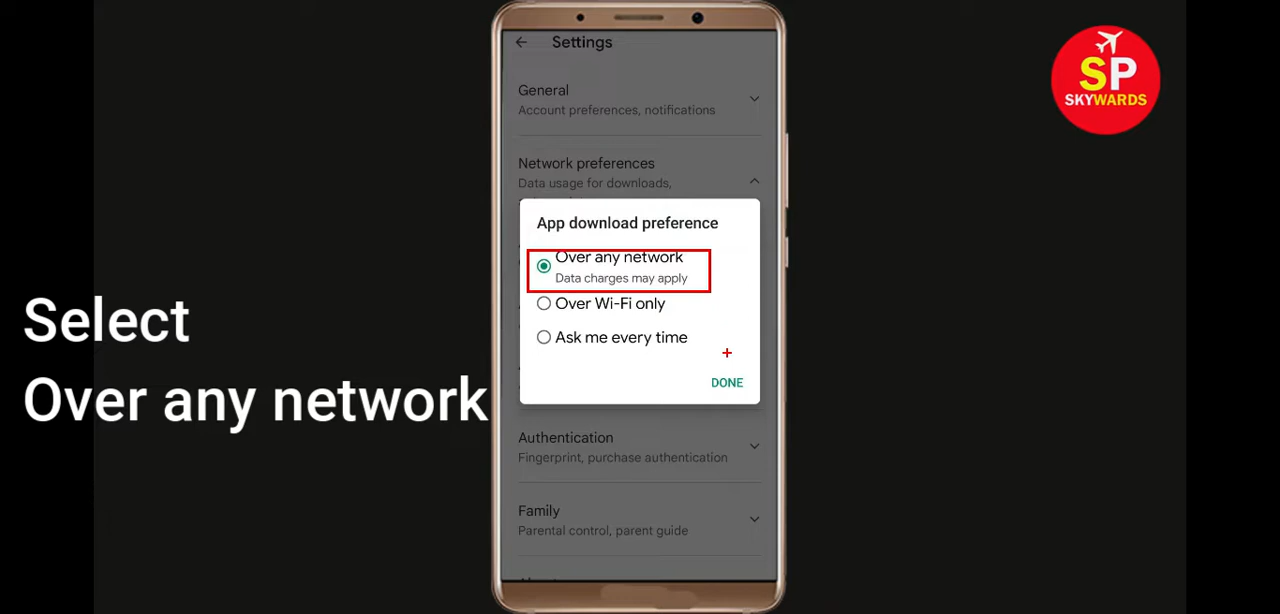 Settings
SP
SKYWARDS
General
Account preferences, notifications
Network preferences
Data usage for downloads,
App download preference
Over any network
Data charges may apply
Over Wi-Fi only
Ask me every time
DONE
Select
Over any network
Authentication
Fingerprint, purchase authentication
Family
Parental control, parent guide